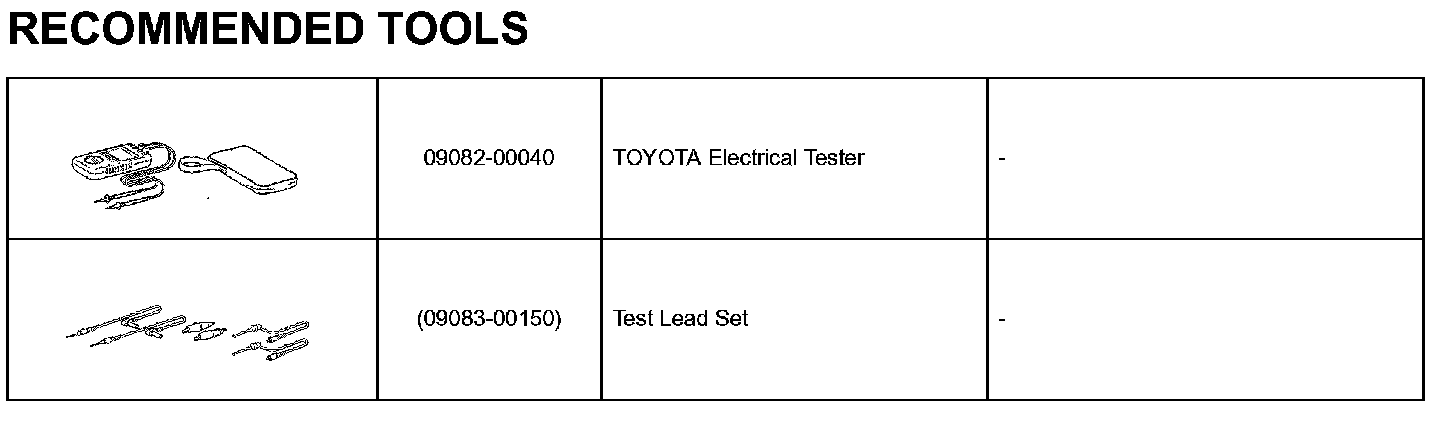 RECOMMENDED TOOLS
09082-00040 TOYOTA Electrical Tester -
(09083-00150) Test Lead Set -